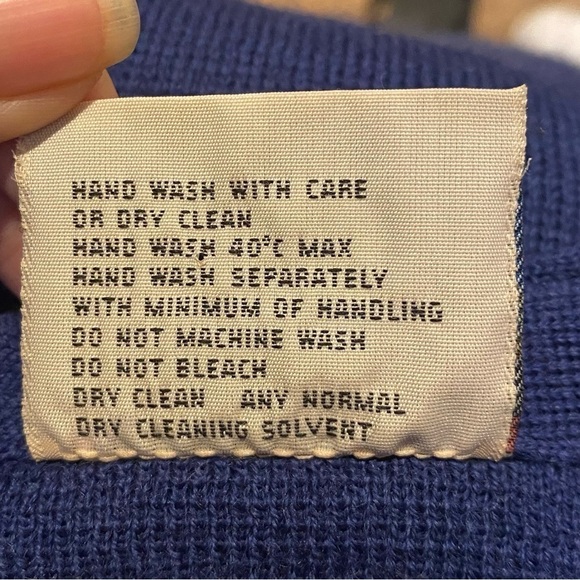 HAND WASH WITH CARE
OR DRY CLEAN
HAND WASH 40°C MAX
HAND WASH SEPARATELY
WITH MINIMUM OF HANDLING
DO NOT MACHINE WASH
DO NOT BLEACH
DRY CLEAN ANY NORMAL
DRY CLEANING SOLVENT